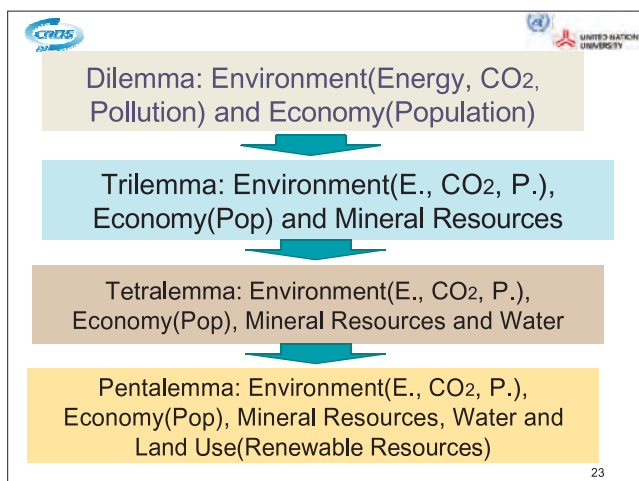 CRDS
UNITED NATION
UNIVERSITY
Dilemma: Environment(Energy, CO2,
Pollution) and Economy(Population)
Trilemma: Environment(E., CO2, P.),
Economy(Pop) and Mineral Resources
Tetralemma: Environment(E., CO2, P.),
Economy(Pop), Mineral Resources and Water
Pentalemma: Environment(E., CO2, P.),
Economy(Pop), Mineral Resources, Water and
Land Use(Renewable Resources)
23